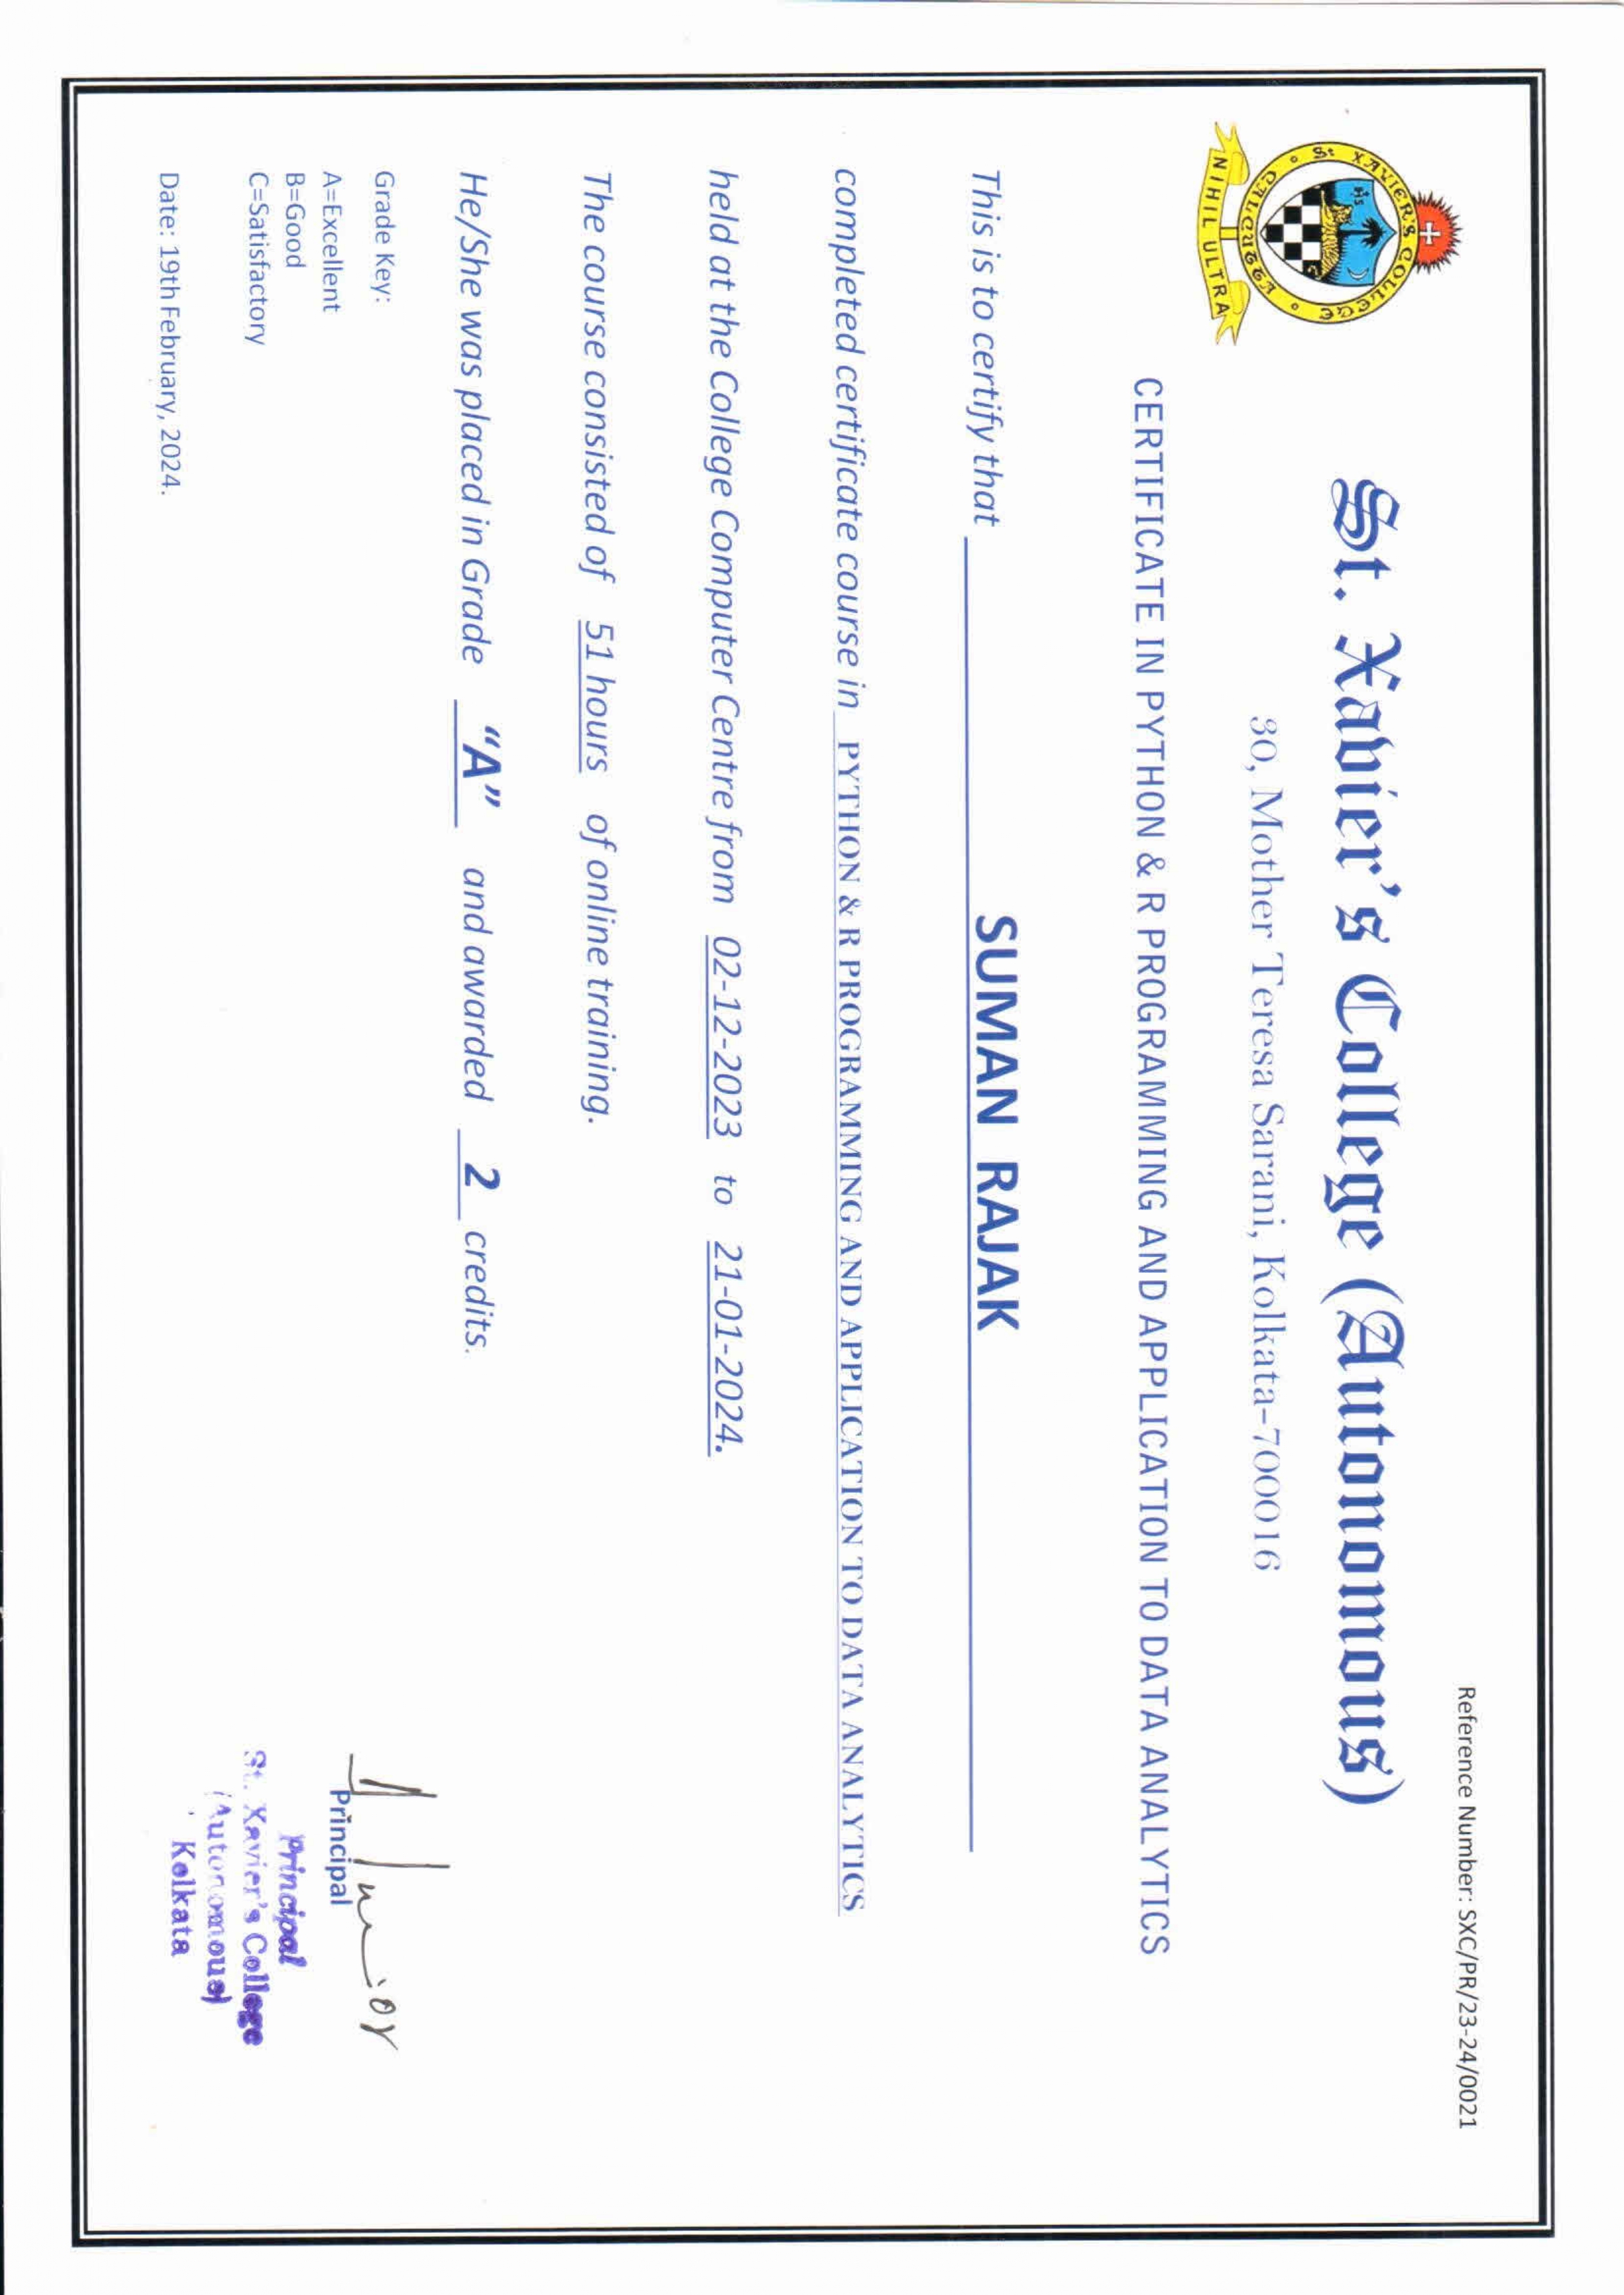 Reference Number: SXC/PR/23-24/0021
ST XAVIER'S COLLEGE
CALCUTTA
NIHIL ULTRA
St. Xavier's College (Autonomous)
30, Mother Teresa Sarani, Kolkata-700016
CERTIFICATE IN PYTHON & R PROGRAMMING AND APPLICATION TO DATA ANALYTICS
This is to certify that SUMAN RAJAK
completed certificate course in PYTHON & R PROGRAMMING AND APPLICATION TO DATA ANALYTICS
held at the College Computer Centre from 02-12-2023 to 21-01-2024.
The course consisted of 51 hours of online training.
He/She was placed in Grade "A" and awarded 2 credits.
Grade Key:
A=Excellent
B=Good
C=Satisfactory
Date: 19th February, 2024.
Principal
Principal
St. Xavier's College
(Autonomous)
Kolkata